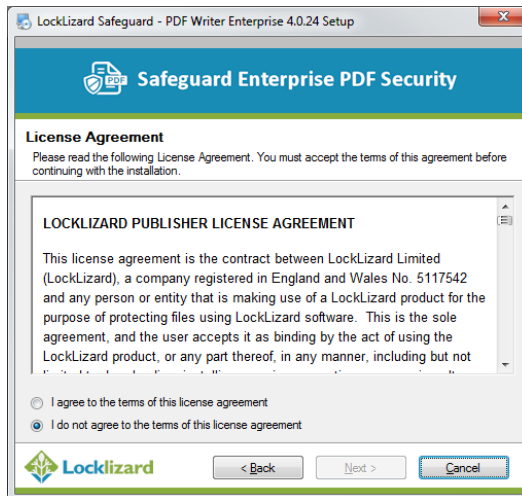 LockLizard Safeguard - PDF Writer Enterprise 4.0.24 Setup
PDF
Safeguard Enterprise PDF Security
License Agreement
Please read the following License Agreement. You must accept the terms of this agreement before
continuing with the installation.
LOCKLIZARD PUBLISHER LICENSE AGREEMENT
This license agreement is the contract between LockLizard Limited
(LockLizard), a company registered in England and Wales No. 5117542
and any person or entity that is making use of a LockLizard product for the
purpose of protecting files using LockLizard software.  This is the sole
agreement, and the user accepts it as binding by the act of using the
LockLizard product, or any part thereof, in any manner, including but not
I agree to the terms of this license agreement
I do not agree to the terms of this license agreement
Locklizard
< Back
Next >
Cancel